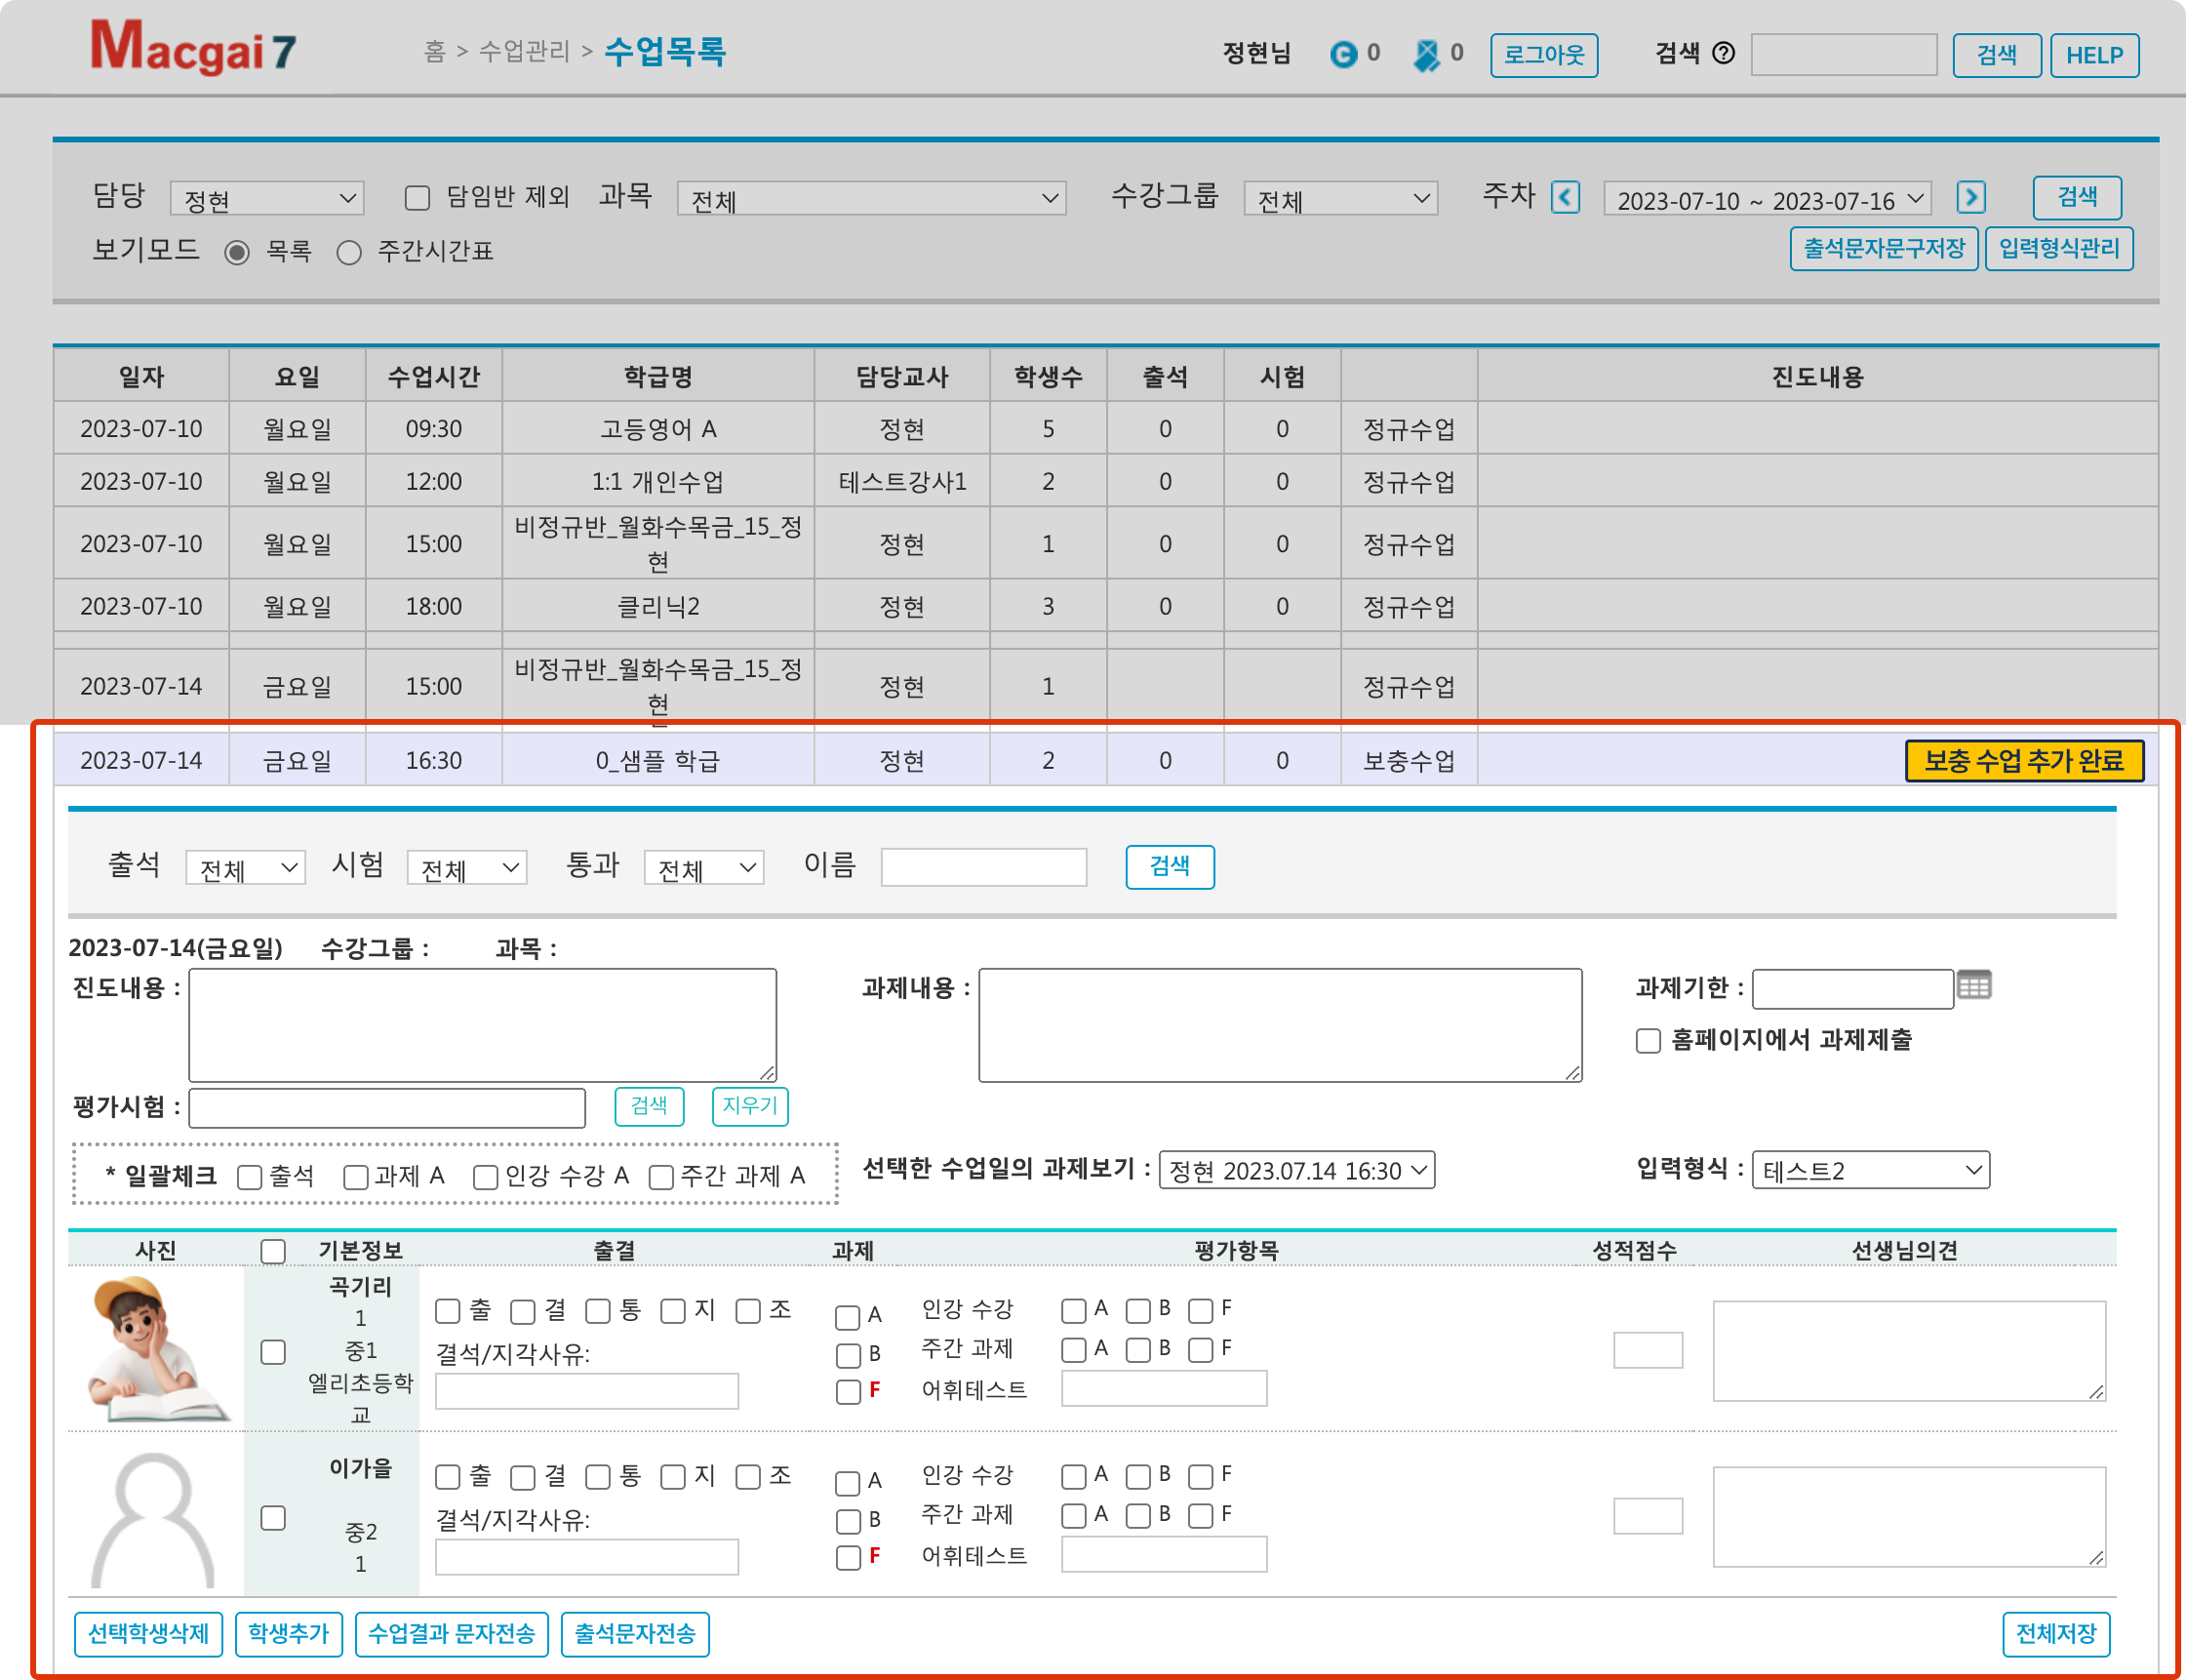 Macgai 7 홈 > 수업관리 > 수업목록 정현님 C 0 0 로그아웃 검색 ? 검색 HELP
담당 정현 담임반 제외 과목 전체 수강그룹 전체 주차 < 2023-07-10 ~ 2023-07-16 > 검색
보기모드 목록 주간시간표 출석문자문구저장 입력형식관리
일자 요일 수업시간 학급명 담당교사 학생수 출석 시험 진도내용
2023-07-10 월요일 09:30 고등영어 A 정현 5 0 0 정규수업
2023-07-10 월요일 12:00 1:1 개인수업 테스트강사1 2 0 0 정규수업
2023-07-10 월요일 15:00 비정규반_월화수목금_15_정 정현 1 0 0 정규수업
현
2023-07-10 월요일 18:00 클리닉2 정현 3 0 0 정규수업
2023-07-14 금요일 15:00 비정규반_월화수목금_15_정 정현 1 정규수업
현
2023-07-14 금요일 16:30 0_샘플 학급 정현 2 0 0 보충수업 보충 수업 추가 완료
출석 전체 시험 전체 통과 전체 이름 검색
2023-07-14(금요일) 수강그룹 : 과목 :
진도내용 : 과제내용 : 과제기한 :
홈페이지에서 과제제출
평가시험 : 검색 지우기
* 일괄체크 출석 과제 A 인강 수강 A 주간 과제 A 선택한 수업일의 과제보기 : 정현 2023.07.14 16:30 입력형식 : 테스트2
사진 기본정보 출결 과제 평가항목 성적점수 선생님의견
곡기리
1
중1
엘리초등학
교
출 결 통 지 조
결석/지각사유:
A
B
F
인강 수강 A B F
주간 과제 A B F
어휘테스트
이가을
중2
1
출 결 통 지 조
결석/지각사유:
A
B
F
인강 수강 A B F
주간 과제 A B F
어휘테스트
선택학생삭제 학생추가 수업결과 문자전송 출석문자전송 전체저장